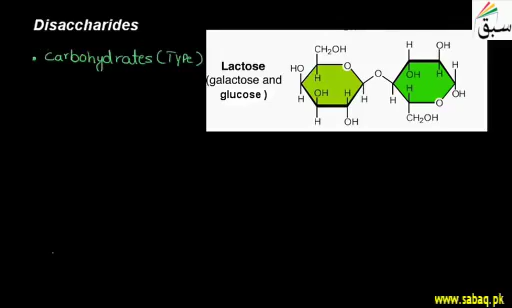 Disaccharides
• Carbohydrates (Type)
Lactose
(galactose and
glucose)
CH₂OH
HO
O
H
H
OH
H
H
OH
H
O
H
OH
OH
H
H
OH
H
H
O
CH₂OH
سبق
www.sabaq.pk